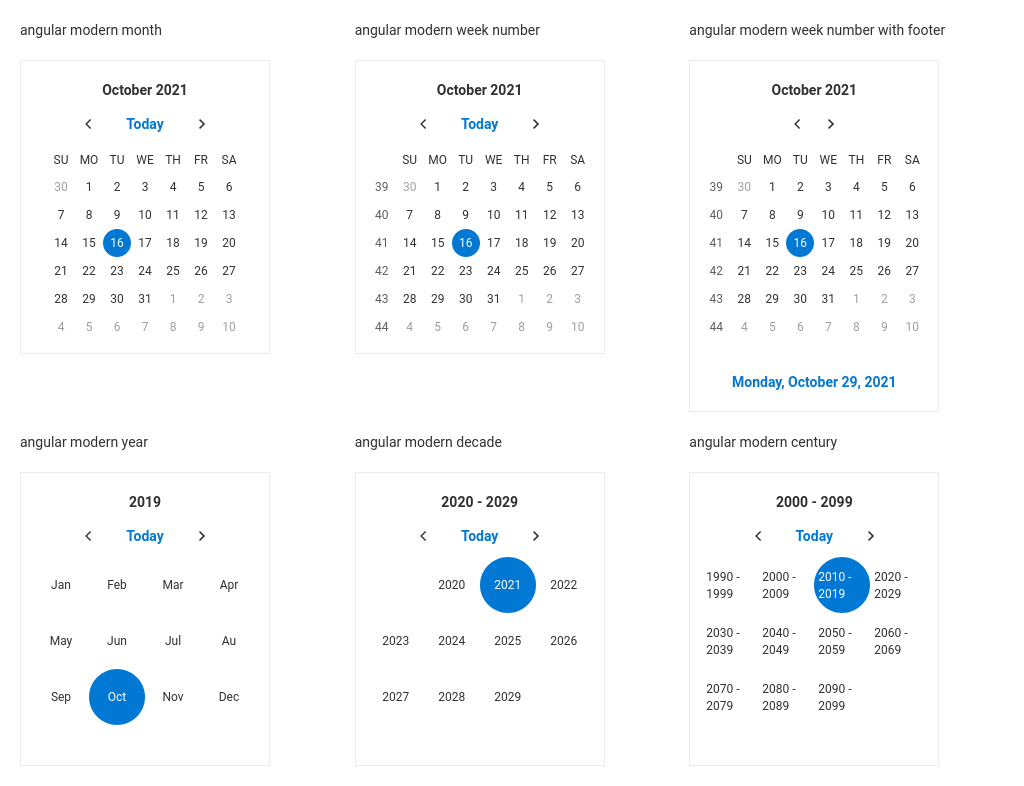 angular modern month
October 2021
Today
SU MO TU WE TH FR SA
30 1 2 3 4 5 6
7 8 9 10 11 12 13
14 15 16 17 18 19 20
21 22 23 24 25 26 27
28 29 30 31 1 2 3
4 5 6 7 8 9 10
angular modern week number
October 2021
Today
SU MO TU WE TH FR SA
39 30 1 2 3 4 5 6
40 7 8 9 10 11 12 13
41 14 15 16 17 18 19 20
42 21 22 23 24 25 26 27
43 28 29 30 31 1 2 3
44 4 5 6 7 8 9 10
angular modern week number with footer
October 2021
SU MO TU WE TH FR SA
39 30 1 2 3 4 5 6
40 7 8 9 10 11 12 13
41 14 15 16 17 18 19 20
42 21 22 23 24 25 26 27
43 28 29 30 31 1 2 3
44 4 5 6 7 8 9 10
Monday, October 29, 2021
angular modern year
2019
Today
Jan Feb Mar Apr
May Jun Jul Au
Sep Oct Nov Dec
angular modern decade
2020 - 2029
Today
2020 2021 2022
2023 2024 2025 2026
2027 2028 2029
angular modern century
2000 - 2099
Today
1990 - 2000 - 2010 - 2020 -
1999 2009 2019 2029
2030 - 2040 - 2050 - 2060 -
2039 2049 2059 2069
2070 - 2080 - 2090 -
2079 2089 2099